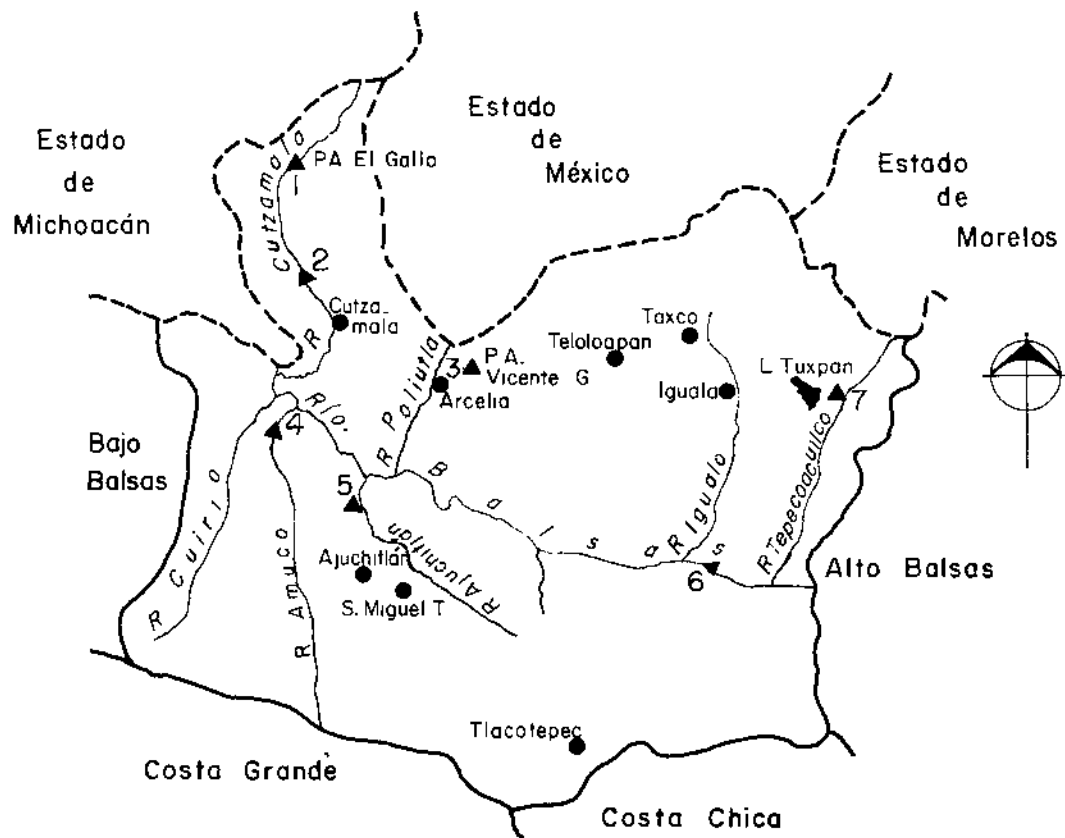 Estado
de
Michoacán
Estado
de
México
Estado
de
Morelos
PA El Gallo
1
R Cutzamala
2
Cutza-
mala
Taxco
Teloloapan
L Tuxpan
3
P.A.
Vicente G
Arcelia
Iguala
7
R Poliutla
Río.
Balsas
4
Bajo
Balsas
5
R Cuirio
R Amuco
Ajuchitlán
S. Miguel T
R Ajuchitlán
R Iguala
6
R Tepecoacuilco
Alto Balsas
Tlacotepec
Costa Grande
Costa Chica